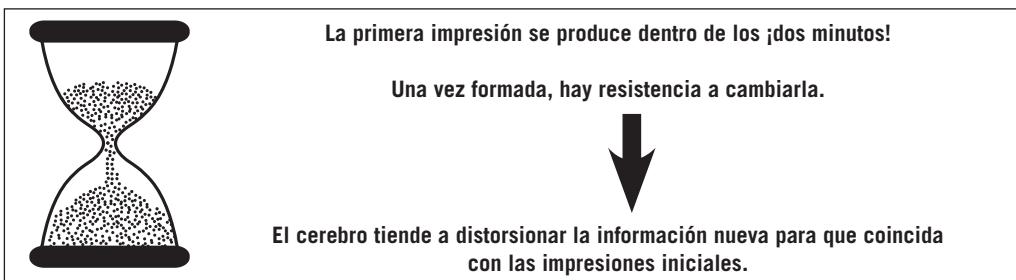 La primera impresión se produce dentro de los ¡dos minutos!
Una vez formada, hay resistencia a cambiarla.
El cerebro tiende a distorsionar la información nueva para que coincida
con las impresiones iniciales.